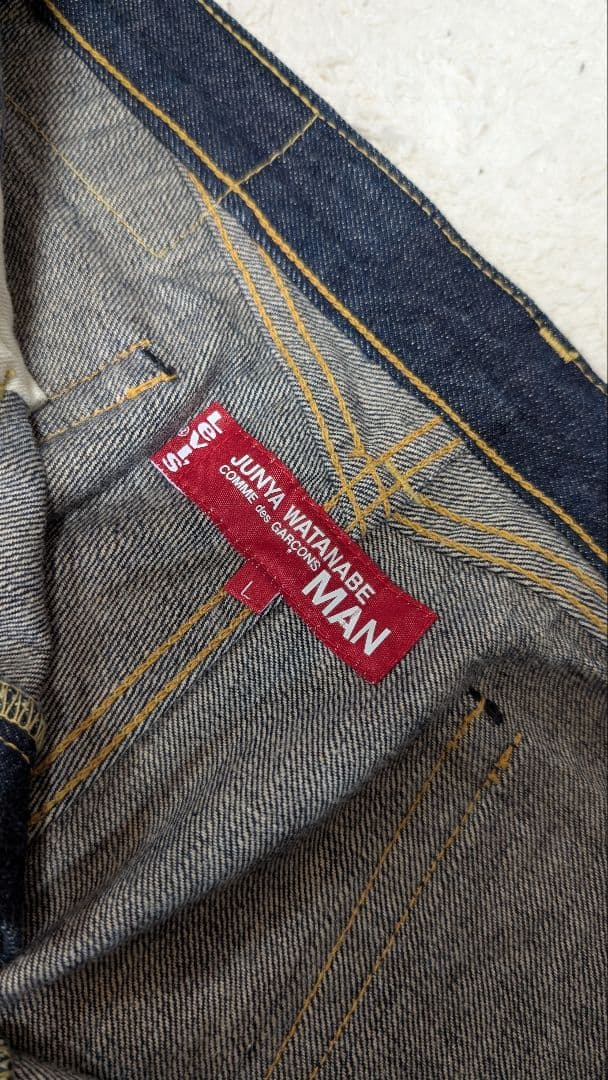 Levi's®
JUNYA WATANABE
COMME des GARÇONS
MAN
L